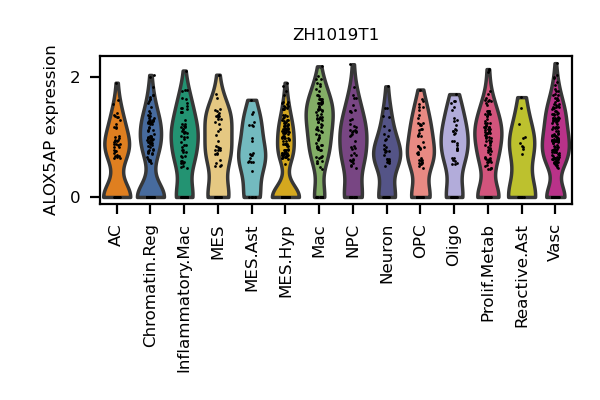 ZH1019T1
ALOX5AP expression
2
0
AC
Chromatin.Reg
Inflammatory.Mac
MES
MES.Ast
MES.Hyp
Mac
NPC
Neuron
OPC
Oligo
Prolif.Metab
Reactive.Ast
Vasc